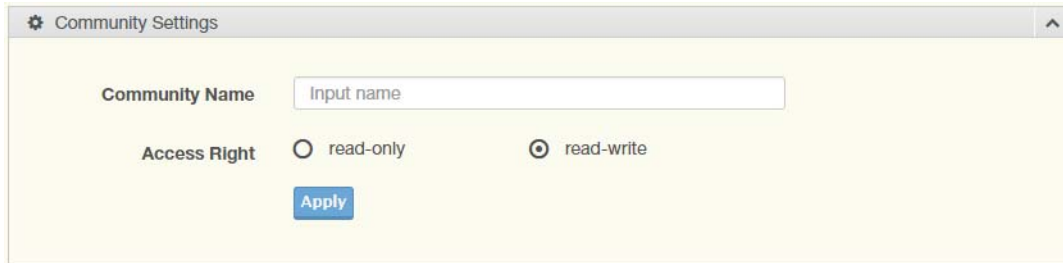 Community Settings
Community Name Input name
Access Right read-only read-write
Apply